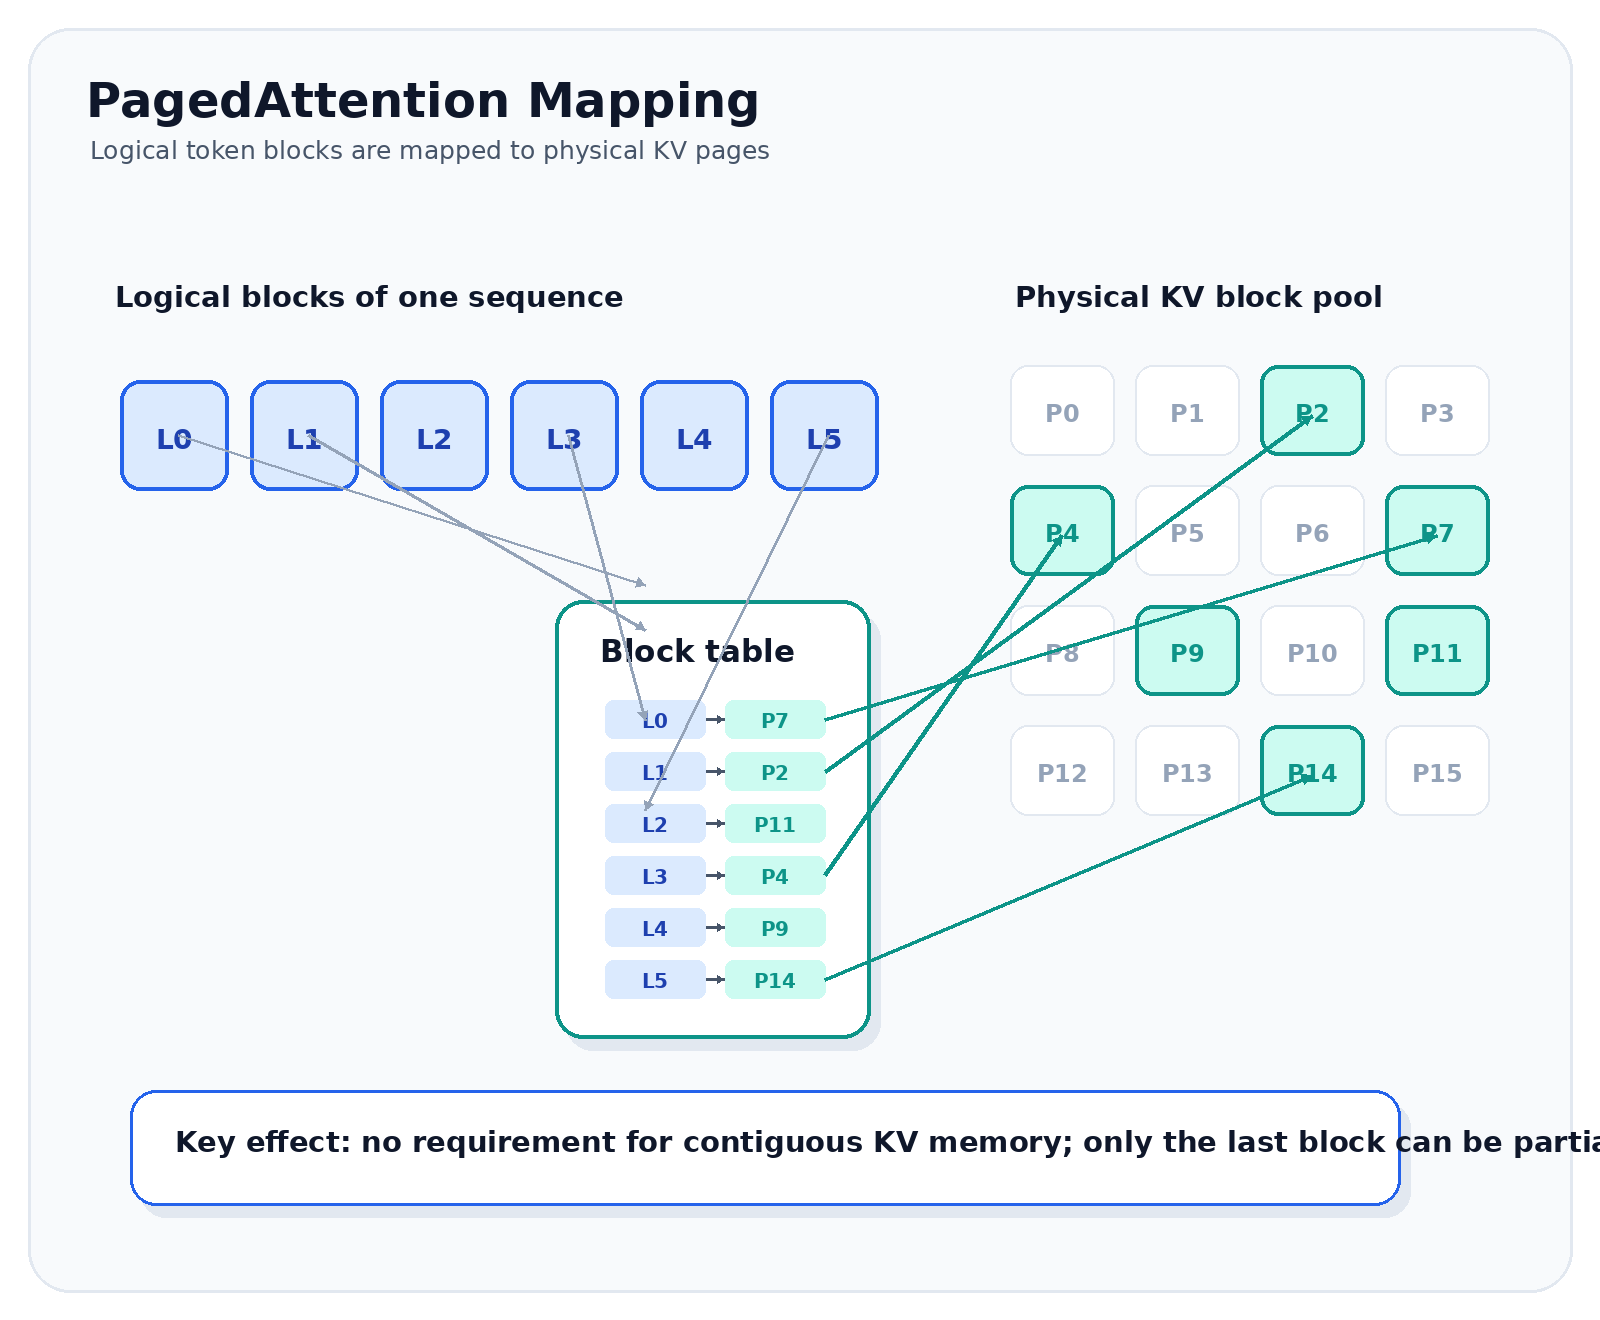 PagedAttention Mapping
Logical token blocks are mapped to physical KV pages
Logical blocks of one sequence
L0 L1 L2 L3 L4 L5
Physical KV block pool
P0 P1 P2 P3
P4 P5 P6 P7
P8 P9 P10 P11
P12 P13 P14 P15
Block table
L0 P7
L1 P2
L2 P11
L3 P4
L4 P9
L5 P14
Key effect: no requirement for contiguous KV memory; only the last block can be